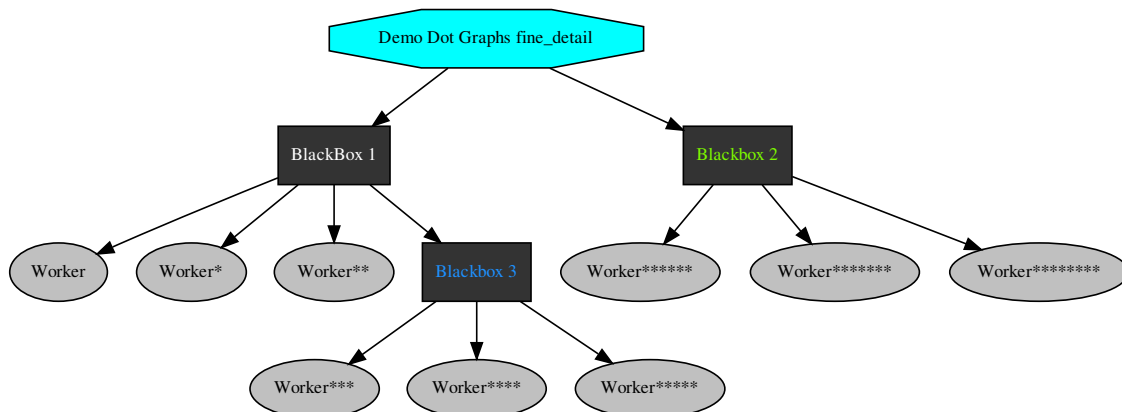 Demo Dot Graphs fine_detail
BlackBox 1
Blackbox 2
Worker
Worker*
Worker**
Blackbox 3
Worker******
Worker*******
Worker********
Worker***
Worker****
Worker*****